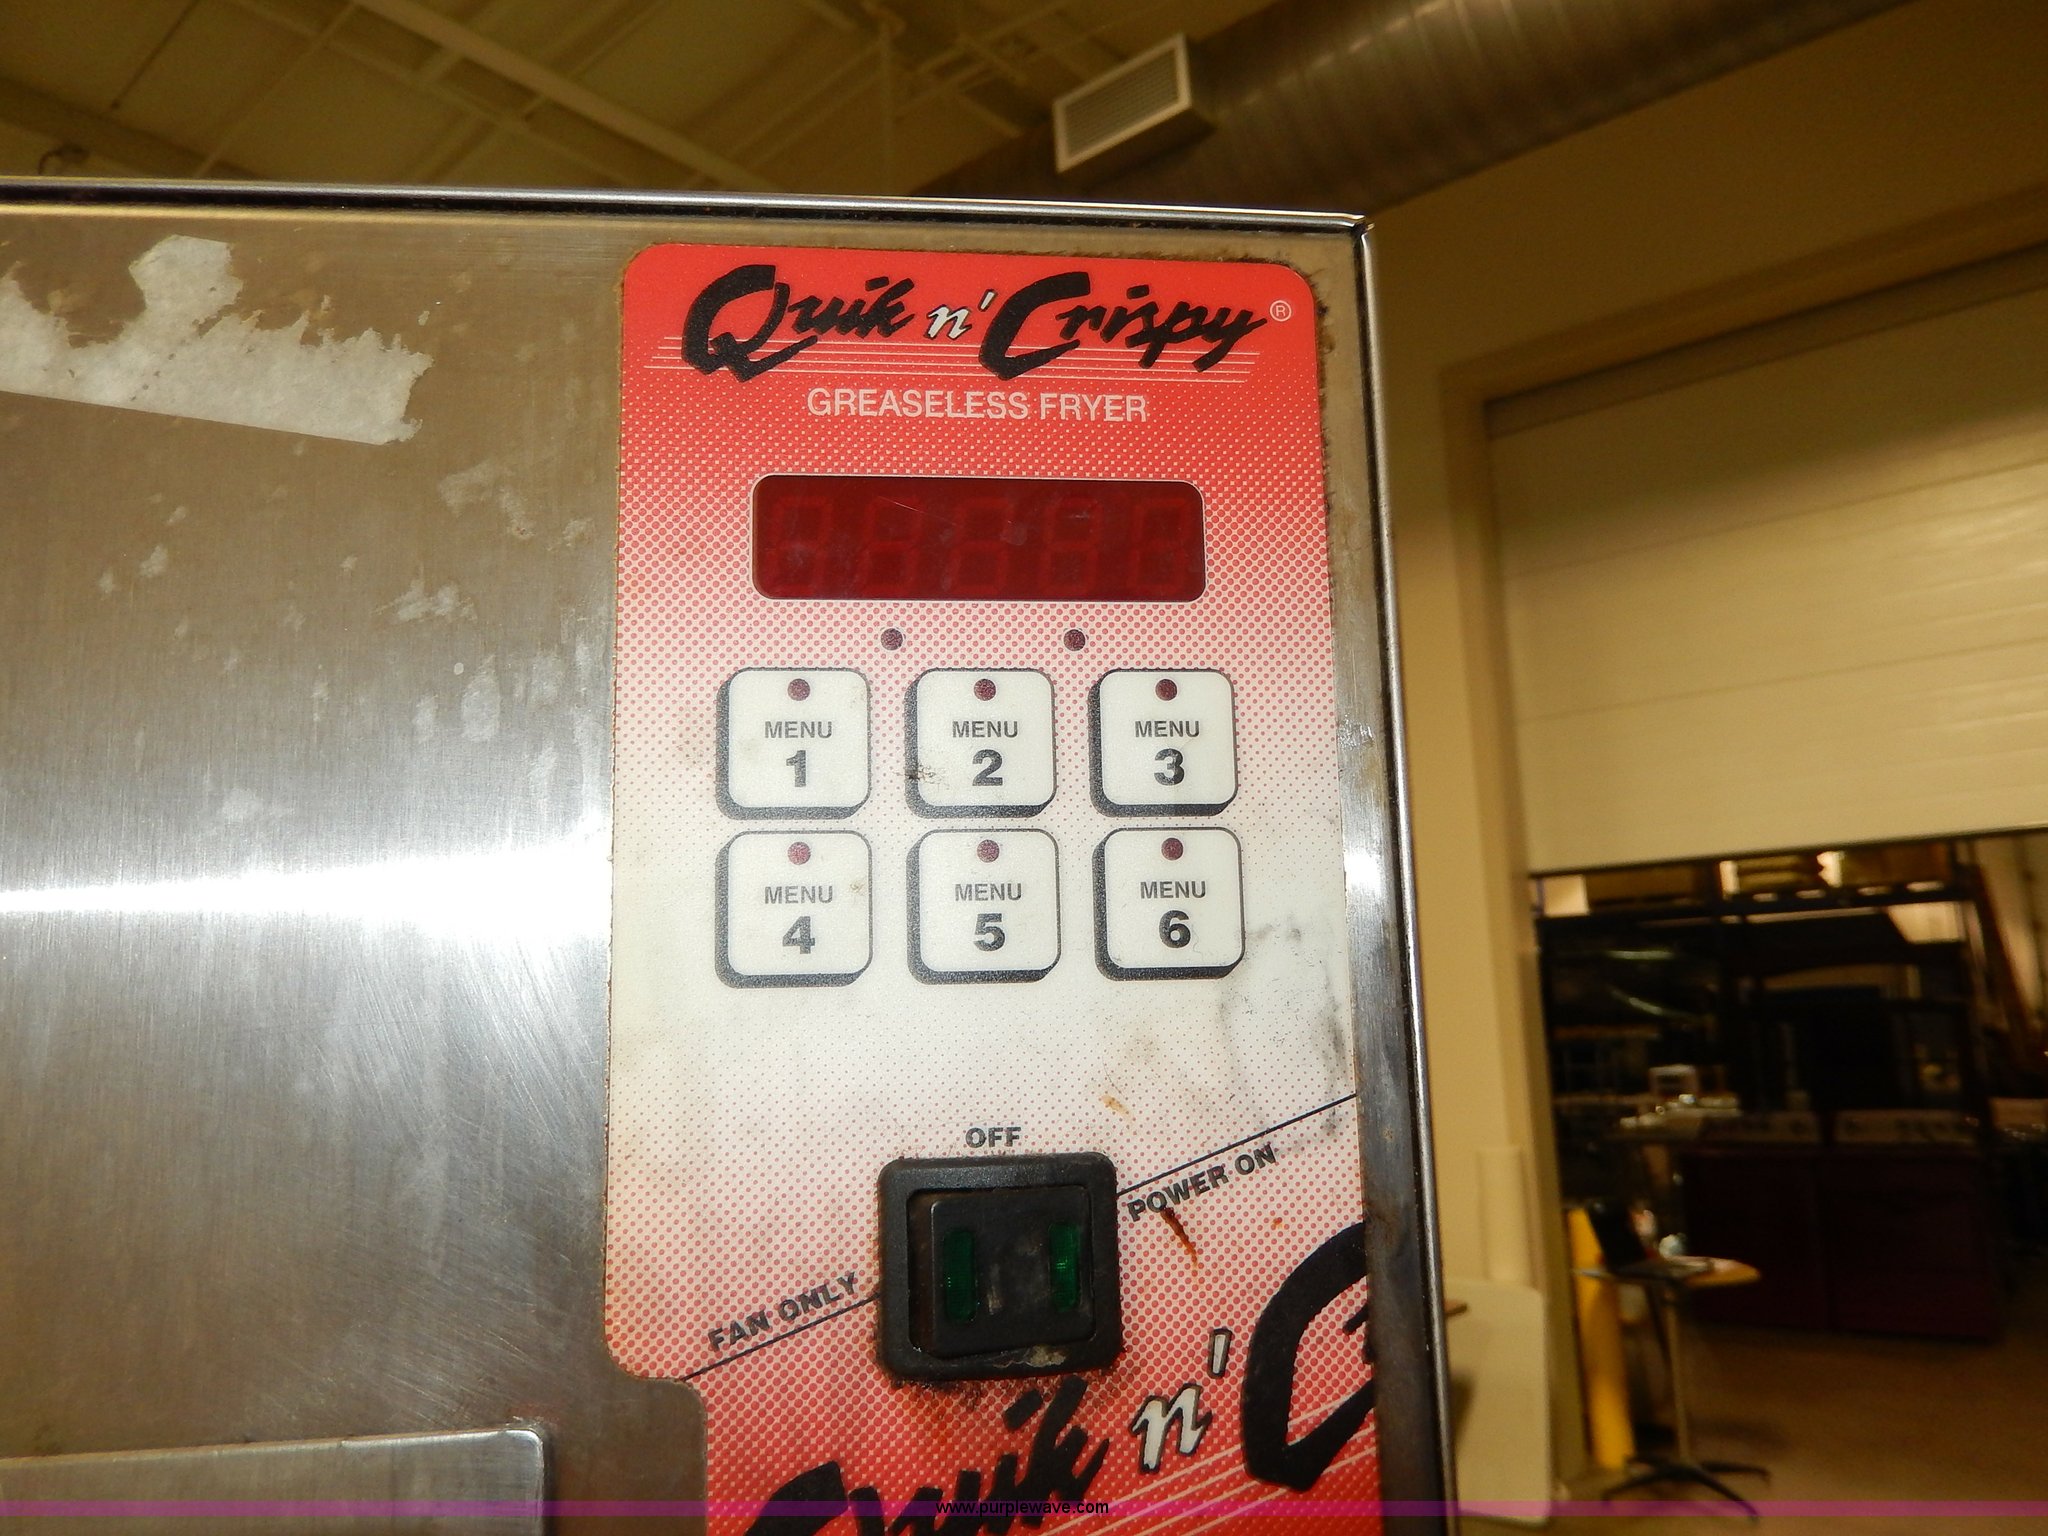 Quik n' Crispy ®
GREASELESS FRYER
MENU 1
MENU 2
MENU 3
MENU 4
MENU 5
MENU 6
OFF
POWER ON
FAN ONLY
Quik n' C
www.purplewave.com